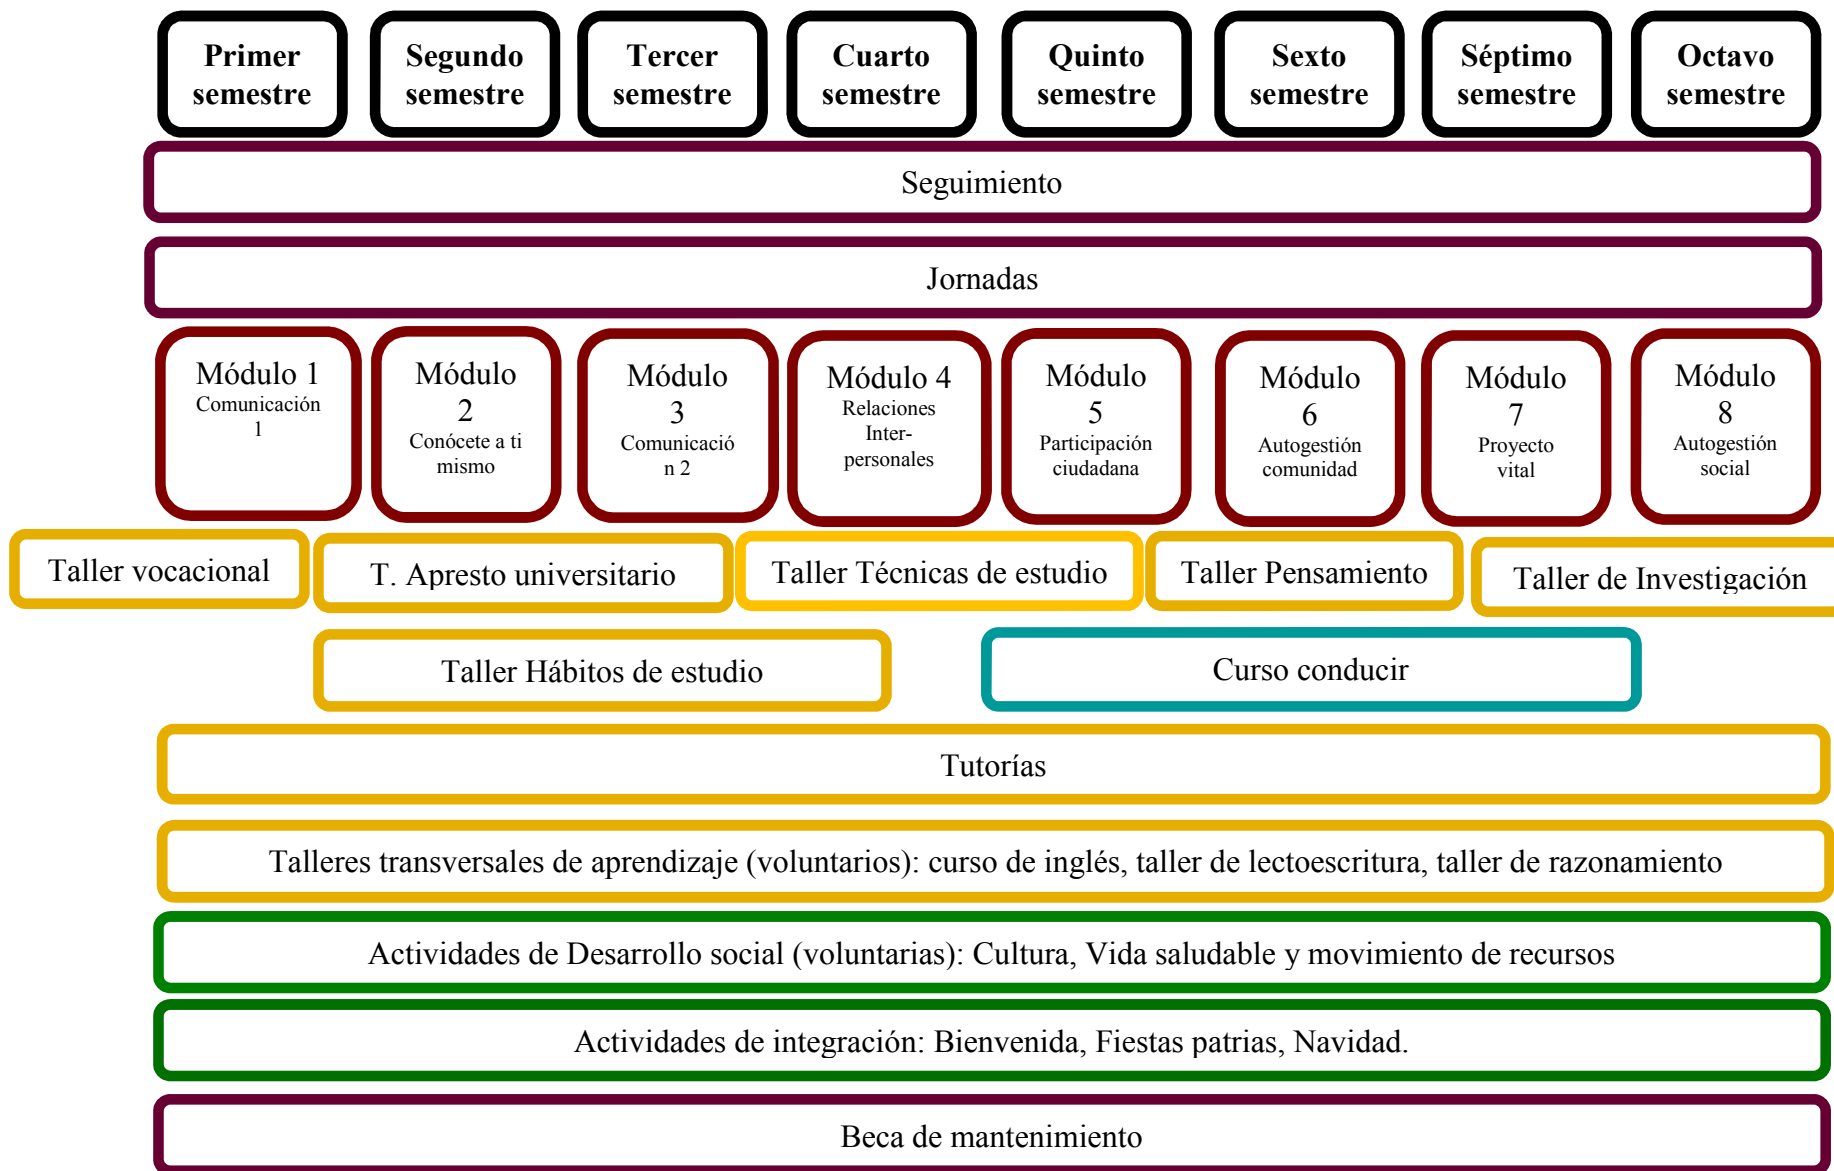 Primer
semestre
Segundo
semestre
Tercer
semestre
Cuarto
semestre
Quinto
semestre
Sexto
semestre
Séptimo
semestre
Octavo
semestre
Seguimiento
Jornadas
Módulo 1
Comunicación
1
Módulo
2
Conócete a ti
mismo
Módulo
3
Comunicació
n 2
Módulo 4
Relaciones
Inter-
personales
Módulo
5
Participación
ciudadana
Módulo
6
Autogestión
comunidad
Módulo
7
Proyecto
vital
Módulo
8
Autogestión
social
Taller vocacional
T. Apresto universitario
Taller Técnicas de estudio
Taller Pensamiento
Taller de Investigación
Taller Hábitos de estudio
Curso conducir
Tutorías
Talleres transversales de aprendizaje (voluntarios): curso de inglés, taller de lectoescritura, taller de razonamiento
Actividades de Desarrollo social (voluntarias): Cultura, Vida saludable y movimiento de recursos
Actividades de integración: Bienvenida, Fiestas patrias, Navidad.
Beca de mantenimiento